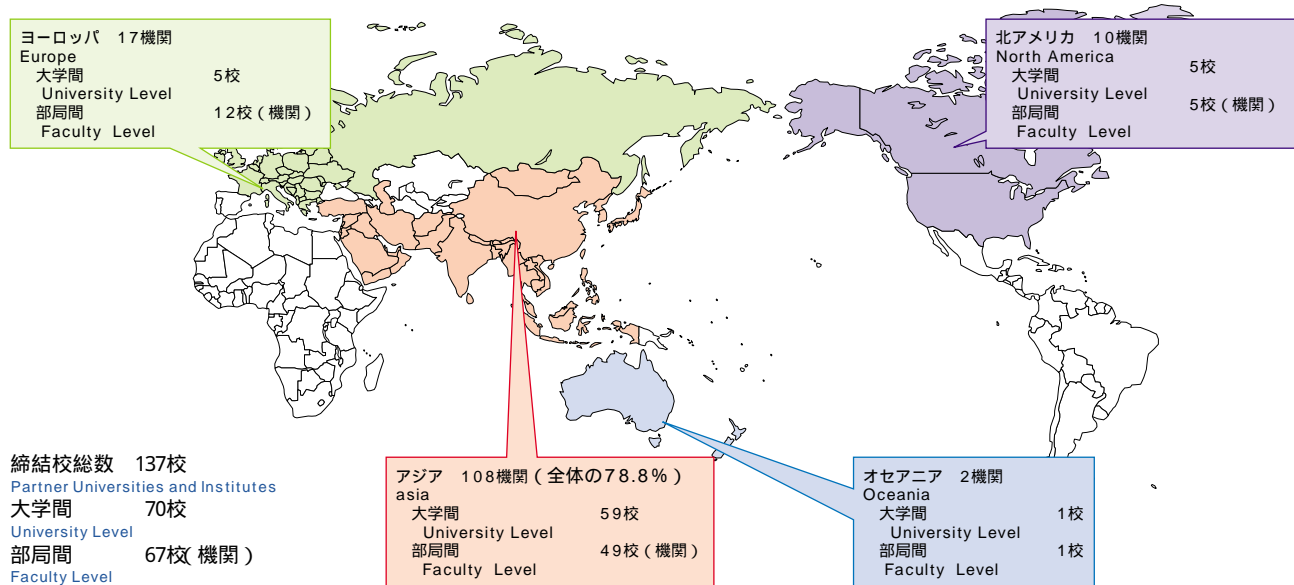 ヨーロッパ 17機関
Europe
大学間 5校
University Level
部局間 12校（機関）
Faculty Level
北アメリカ 10機関
North America
大学間 5校
University Level
部局間 5校（機関）
Faculty Level
締結校総数 137校
Partner Universities and Institutes
大学間 70校
University Level
部局間 67校（機関）
Faculty Level
アジア 108機関（全体の78.8％）
asia
大学間 59校
University Level
部局間 49校（機関）
Faculty Level
オセアニア 2機関
Oceania
大学間 1校
University Level
部局間 1校
Faculty Level